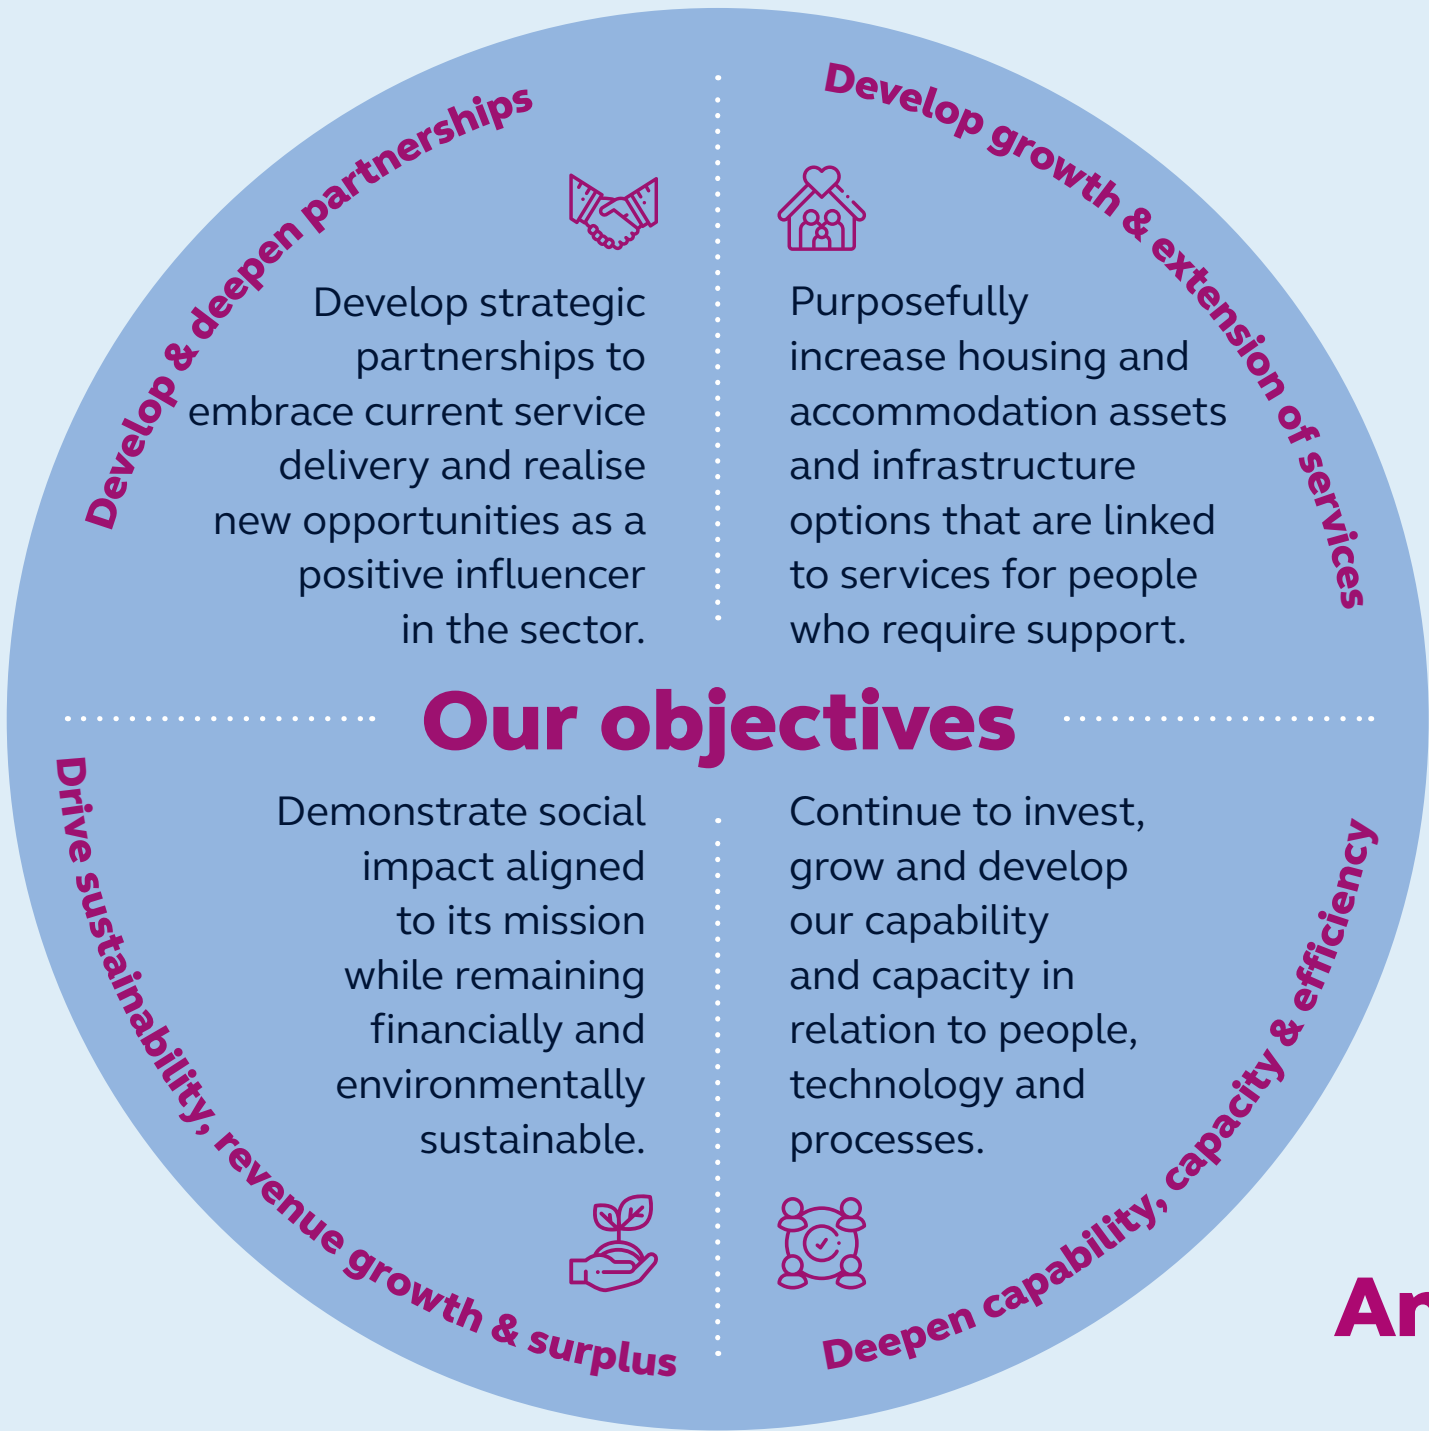 Develop & deepen partnerships
Develop strategic
partnerships to
embrace current service
delivery and realise
new opportunities as a
positive influencer
in the sector.
Develop growth & extension of services
Purposefully
increase housing and
accommodation assets
and infrastructure
options that are linked
to services for people
who require support.
Our objectives
Drive sustainability, revenue growth & surplus
Demonstrate social
impact aligned
to its mission
while remaining
financially and
environmentally
sustainable.
Deepen capability, capacity & efficiency
Continue to invest,
grow and develop
our capability
and capacity in
relation to people,
technology and
processes.